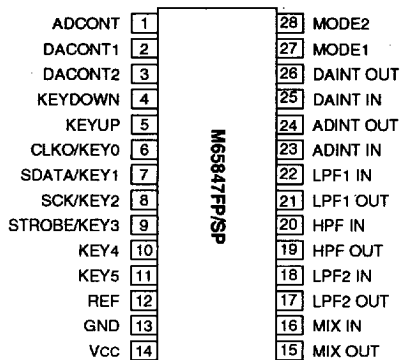 ADCONT 1 28 MODE2
DACONT1 2 27 MODE1
DACONT2 3 26 DAINT OUT
KEYDOWN 4 25 DAINT IN
KEYUP 5 24 ADINT OUT
CLKO/KEY0 6 23 ADINT IN
SDATA/KEY1 7 22 LPF1 IN
SCK/KEY2 8 21 LPF1 OUT
STROBE/KEY3 9 20 HPF IN
KEY4 10 19 HPF OUT
KEY5 11 18 LPF2 IN
REF 12 17 LPF2 OUT
GND 13 16 MIX IN
Vcc 14 15 MIX OUT
M65847FP/SP